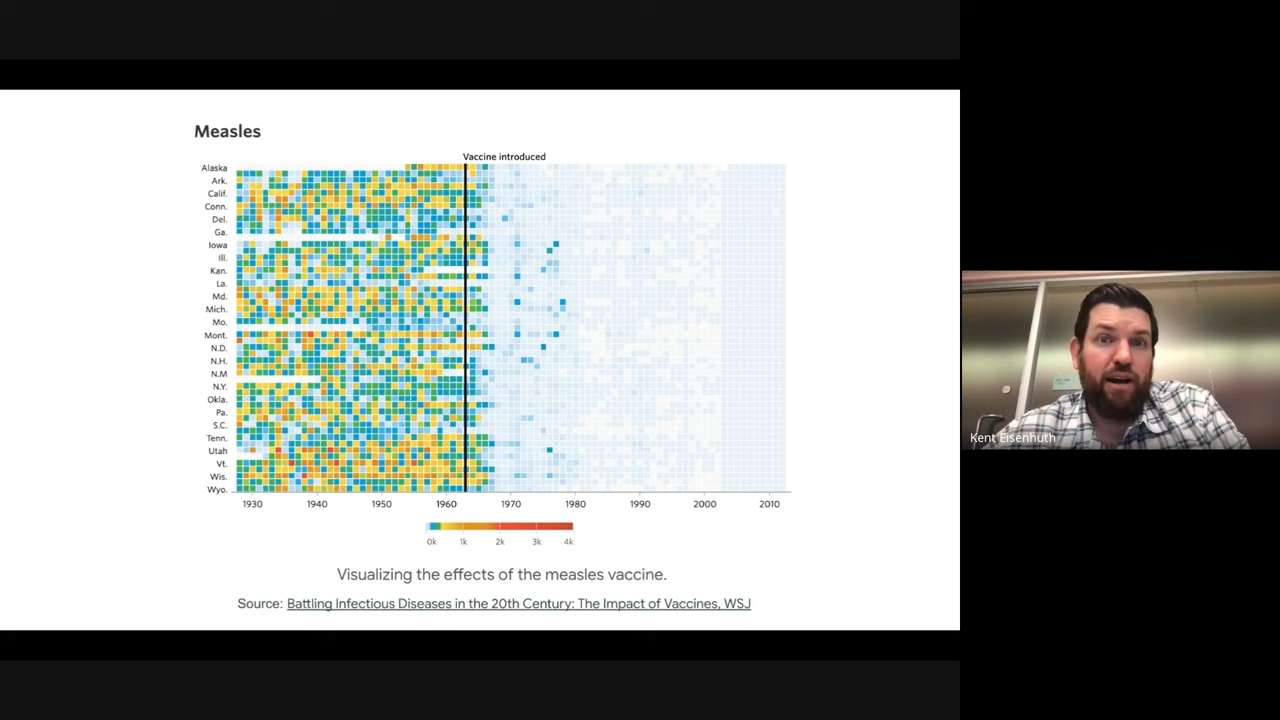 Measles
Vaccine introduced
Alaska
Ark.
Calif.
Conn.
Del.
Ga.
Iowa
Ill.
Kan.
La.
Md.
Mich.
Mo.
Mont.
N.D.
N.H.
N.M
N.Y.
Okla.
Pa.
S.C.
Tenn.
Utah
Vt.
Wis.
Wyo.
1930 1940 1950 1960 1970 1980 1990 2000 2010
0k 1k 2k 3k 4k
Visualizing the effects of the measles vaccine.
Source: Battling Infectious Diseases in the 20th Century: The Impact of Vaccines, WSJ
Kent Eisenhuth